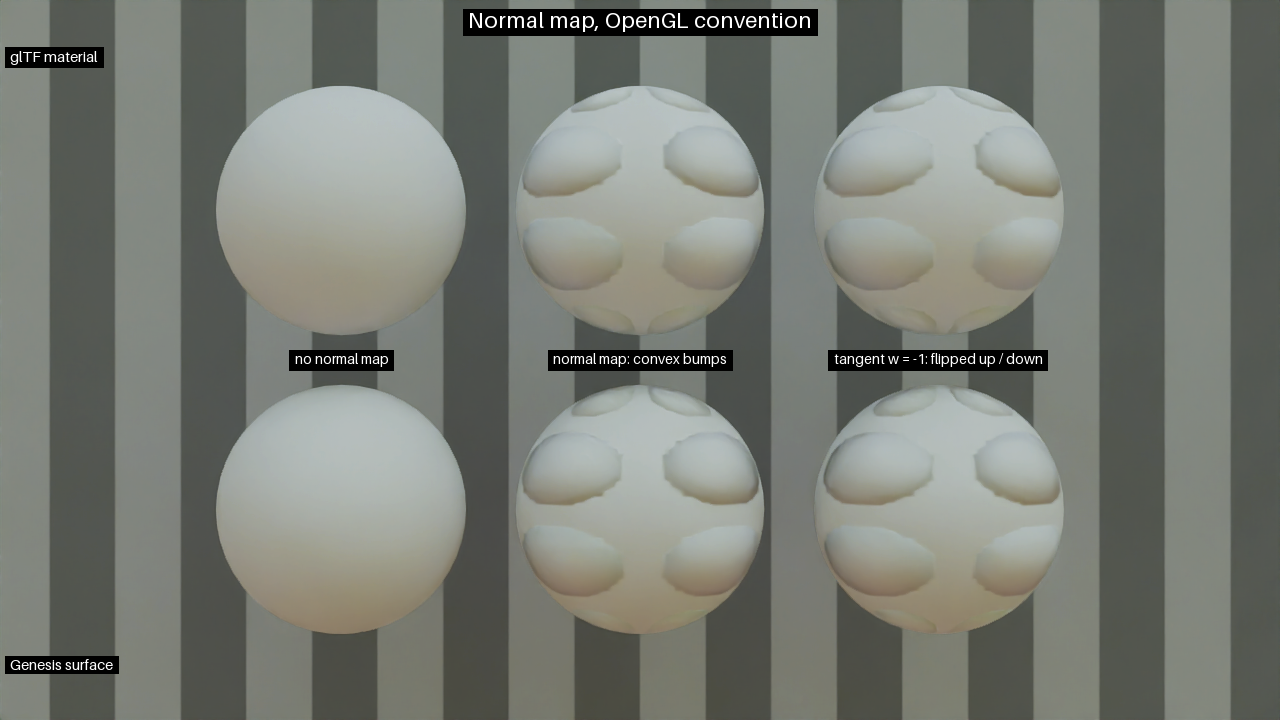 Normal map, OpenGL convention
glTF material
no normal map
normal map: convex bumps
tangent w = -1: flipped up / down
Genesis surface